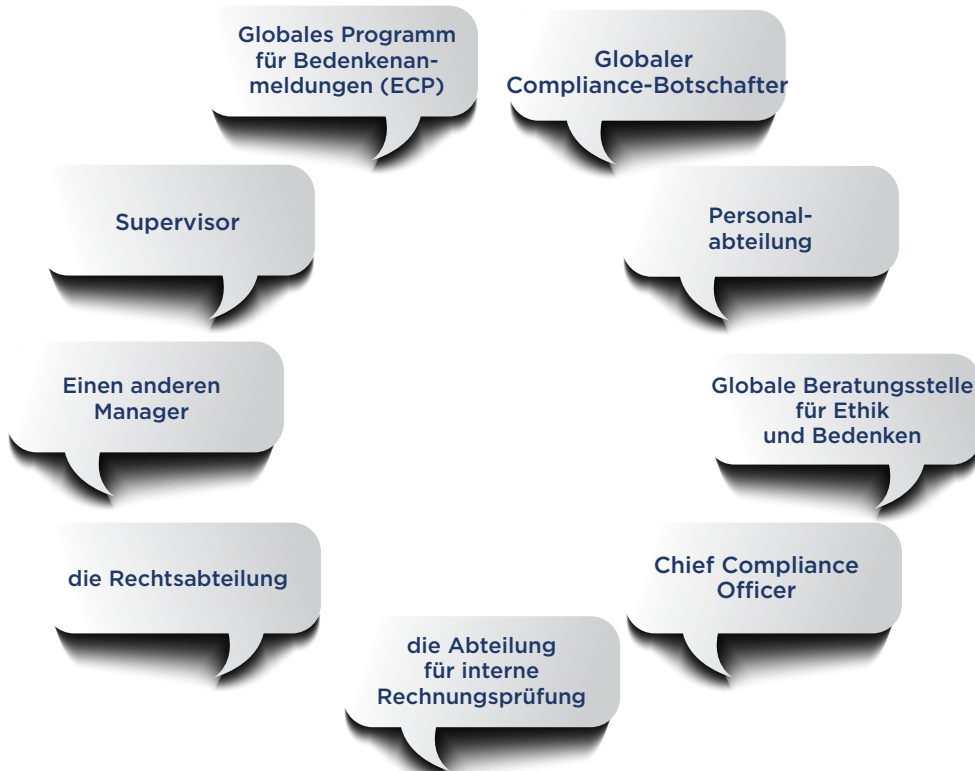 Globales Programm
für Bedenkenan-
meldungen (ECP)
Globaler
Compliance-Botschafter
Supervisor
Personal-
abteilung
Einen anderen
Manager
Globale Beratungsstelle
für Ethik
und Bedenken
die Rechtsabteilung
Chief Compliance
Officer
die Abteilung
für interne
Rechnungsprüfung